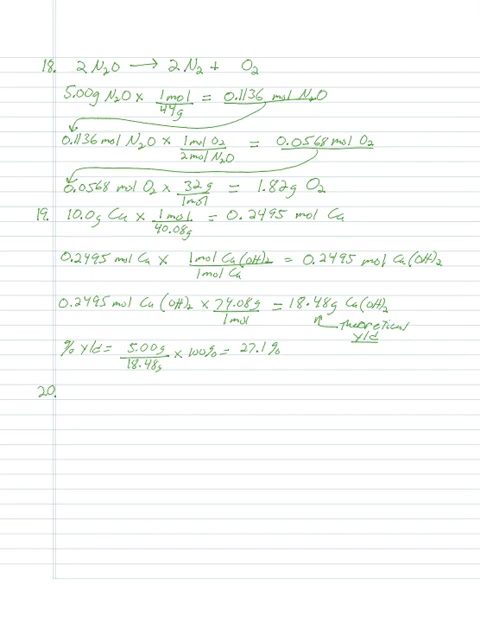 18. 2 N₂O → 2 N₂ + O₂
5.00g N₂O × 1 mol / 44g = 0.1136 mol N₂O
0.1136 mol N₂O × 1 mol O₂ / 2 mol N₂O = 0.0568 mol O₂
0.0568 mol O₂ × 32 g / 1 mol = 1.82g O₂
19. 10.0g Ca × 1 mol / 40.08g = 0.2495 mol Ca
0.2495 mol Ca × 1 mol Ca(OH)₂ / 1 mol Ca = 0.2495 mol Ca(OH)₂
0.2495 mol Ca(OH)₂ × 74.08g / 1 mol = 18.48g Ca(OH)₂
Theoretical
yld
% yld = 5.00g / 18.48g × 100% = 27.1%
20.